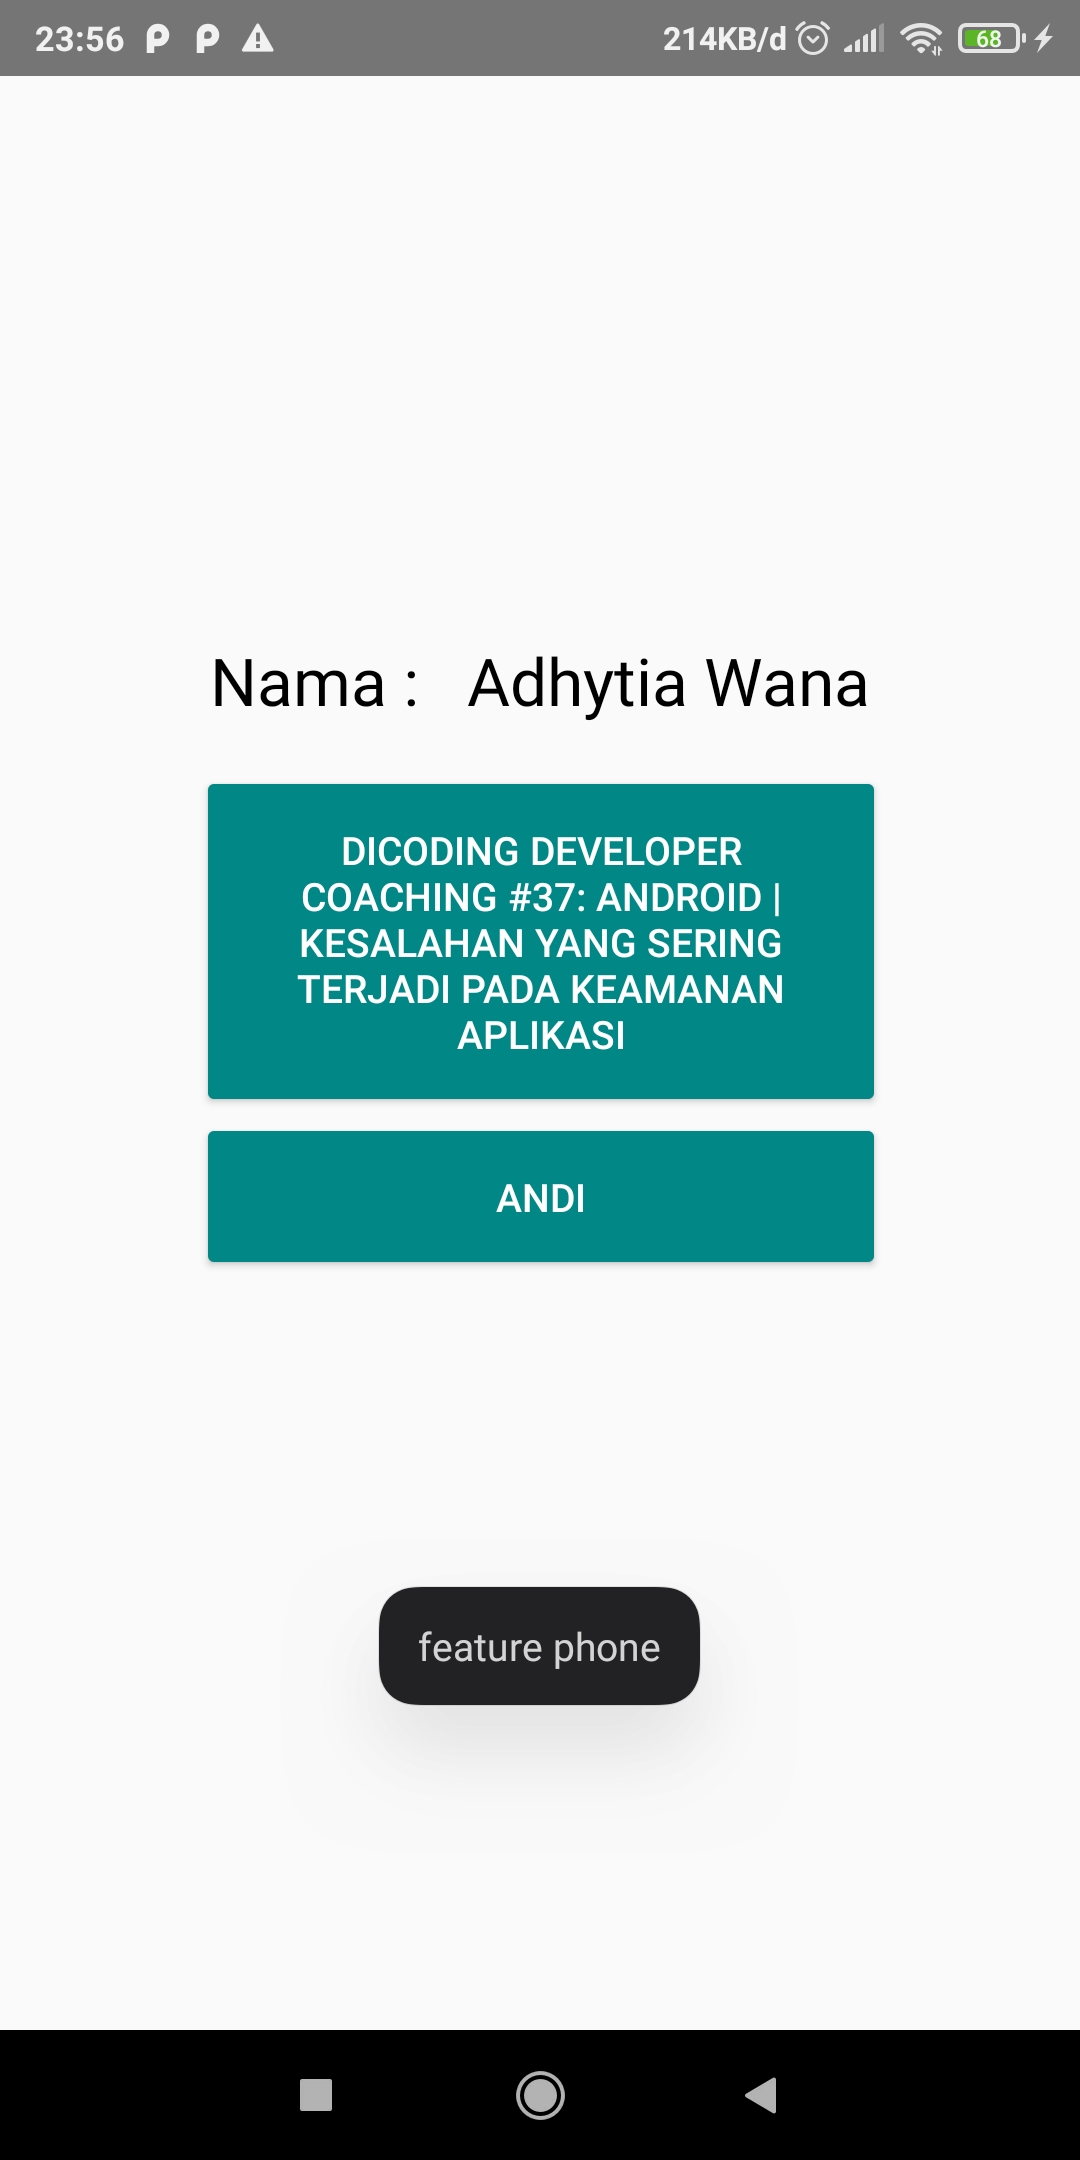 23:56 214KB/d 68
Nama : Adhytia Wana
DICODING DEVELOPER
COACHING #37: ANDROID |
KESALAHAN YANG SERING
TERJADI PADA KEAMANAN
APLIKASI
ANDI
feature phone